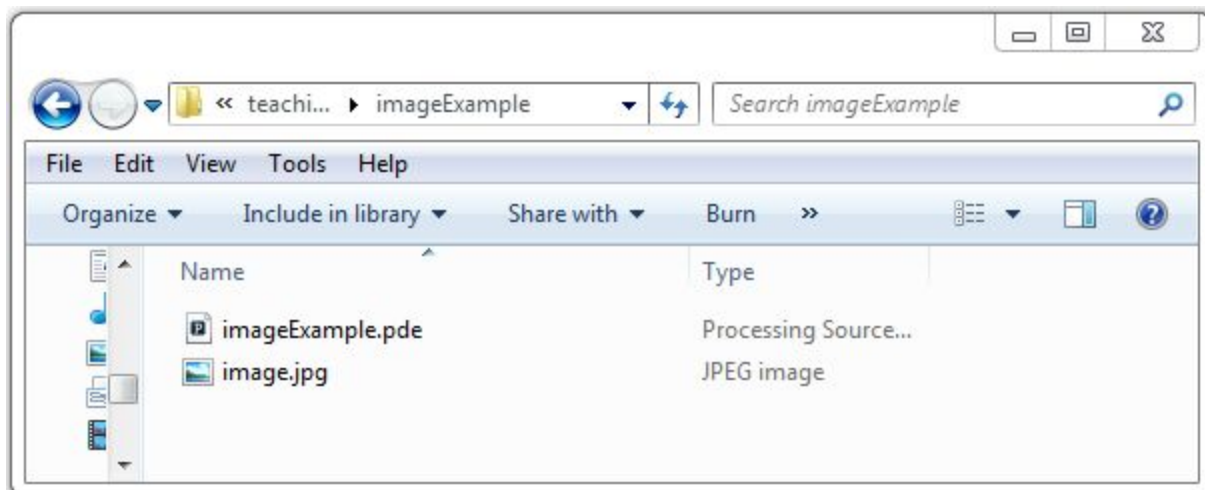 « teachi... ▸ imageExample Search imageExample
File Edit View Tools Help
Organize ▾ Include in library ▾ Share with ▾ Burn »
Name Type
imageExample.pde Processing Source...
image.jpg JPEG image